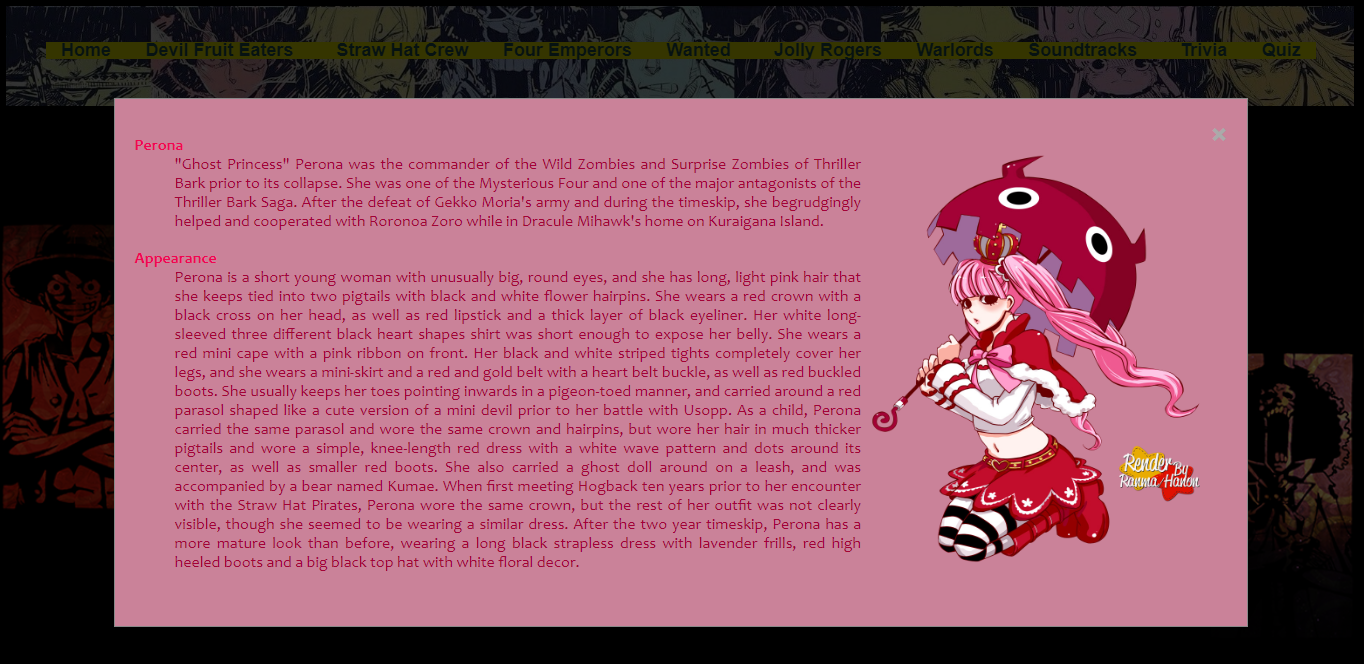 Home Devil Fruit Eaters Straw Hat Crew Four Emperors Wanted Jolly Rogers Warlords Soundtracks Trivia Quiz
×
Perona
"Ghost Princess" Perona was the commander of the Wild Zombies and Surprise Zombies of Thriller
Bark prior to its collapse. She was one of the Mysterious Four and one of the major antagonists of the
Thriller Bark Saga. After the defeat of Gekko Moria's army and during the timeskip, she begrudgingly
helped and cooperated with Roronoa Zoro while in Dracule Mihawk's home on Kuraigana Island.
Appearance
Perona is a short young woman with unusually big, round eyes, and she has long, light pink hair that
she keeps tied into two pigtails with black and white flower hairpins. She wears a red crown with a
black cross on her head, as well as red lipstick and a thick layer of black eyeliner. Her white long-
sleeved three different black heart shapes shirt was short enough to expose her belly. She wears a
red mini cape with a pink ribbon on front. Her black and white striped tights completely cover her
legs, and she wears a mini-skirt and a red and gold belt with a heart belt buckle, as well as red buckled
boots. She usually keeps her toes pointing inwards in a pigeon-toed manner, and carried around a red
parasol shaped like a cute version of a mini devil prior to her battle with Usopp. As a child, Perona
carried the same parasol and wore the same crown and hairpins, but wore her hair in much thicker
pigtails and wore a simple, knee-length red dress with a white wave pattern and dots around its
center, as well as smaller red boots. She also carried a ghost doll around on a leash, and was
accompanied by a bear named Kumae. When first meeting Hogback ten years prior to her encounter
with the Straw Hat Pirates, Perona wore the same crown, but the rest of her outfit was not clearly
visible, though she seemed to be wearing a similar dress. After the two year timeskip, Perona has a
more mature look than before, wearing a long black strapless dress with lavender frills, red high
heeled boots and a big black top hat with white floral decor.
Render By
Ranma Hanon